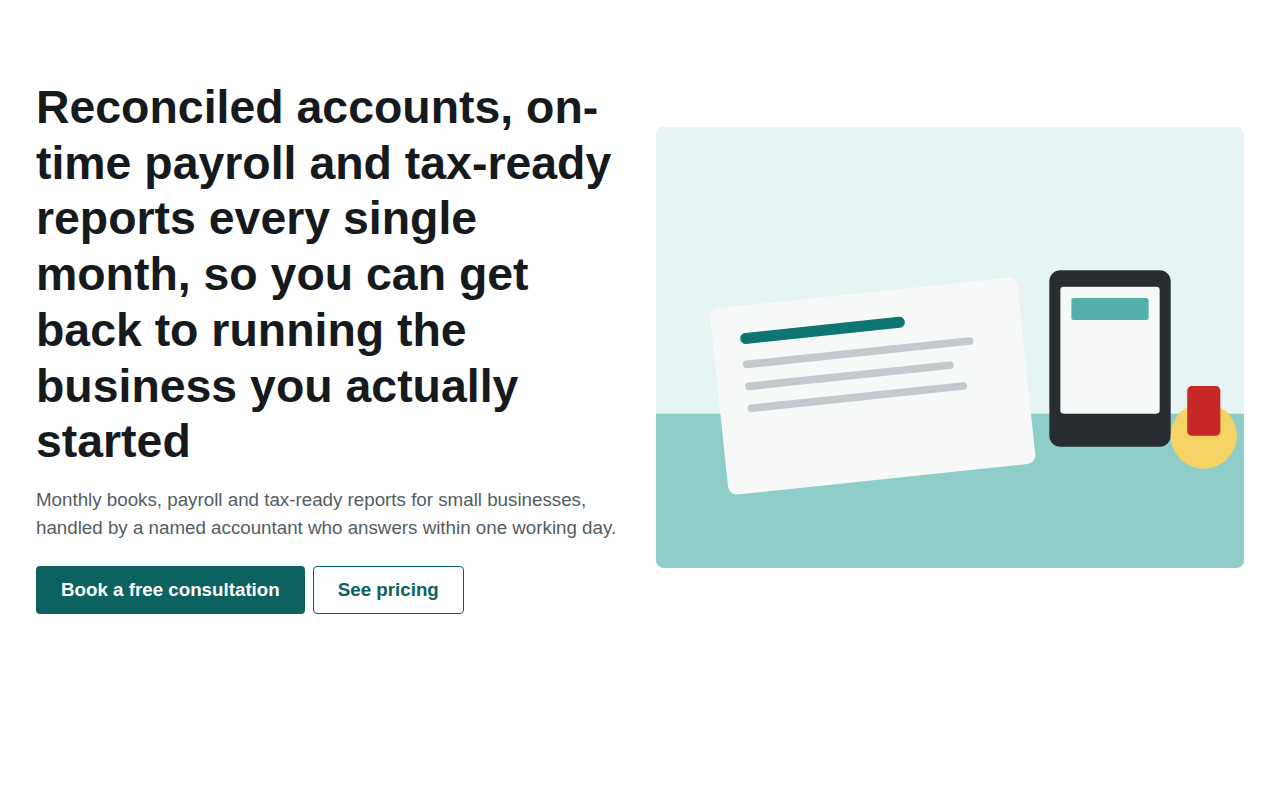 Reconciled accounts, on-
time payroll and tax-ready
reports every single
month, so you can get
back to running the
business you actually
started
Monthly books, payroll and tax-ready reports for small businesses,
handled by a named accountant who answers within one working day.
Book a free consultation
See pricing